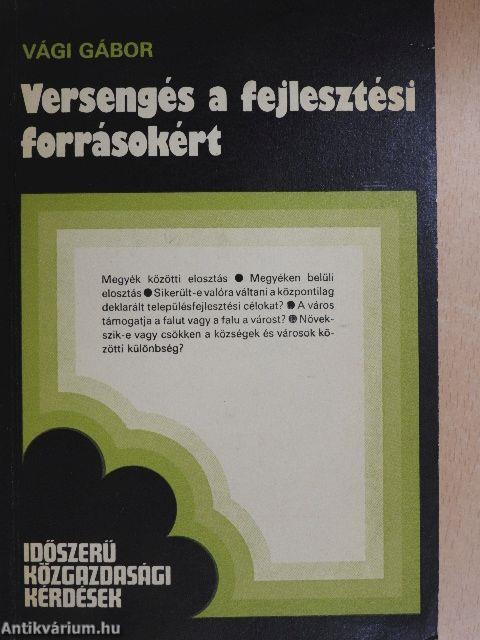 VÁGI GÁBOR
Versengés a fejlesztési
forrásokért
Megyék közötti elosztás ● Megyéken belüli
elosztás ● Sikerült-e valóra váltani a központilag
deklarált településfejlesztési célokat? ● A város
támogatja a falut vagy a falu a várost? ● Növek-
szik-e vagy csökken a községek és városok kö-
zötti különbség?
IDŐSZERŰ
KÖZGAZDASÁGI
KÉRDÉSEK
Antikvárium.hu